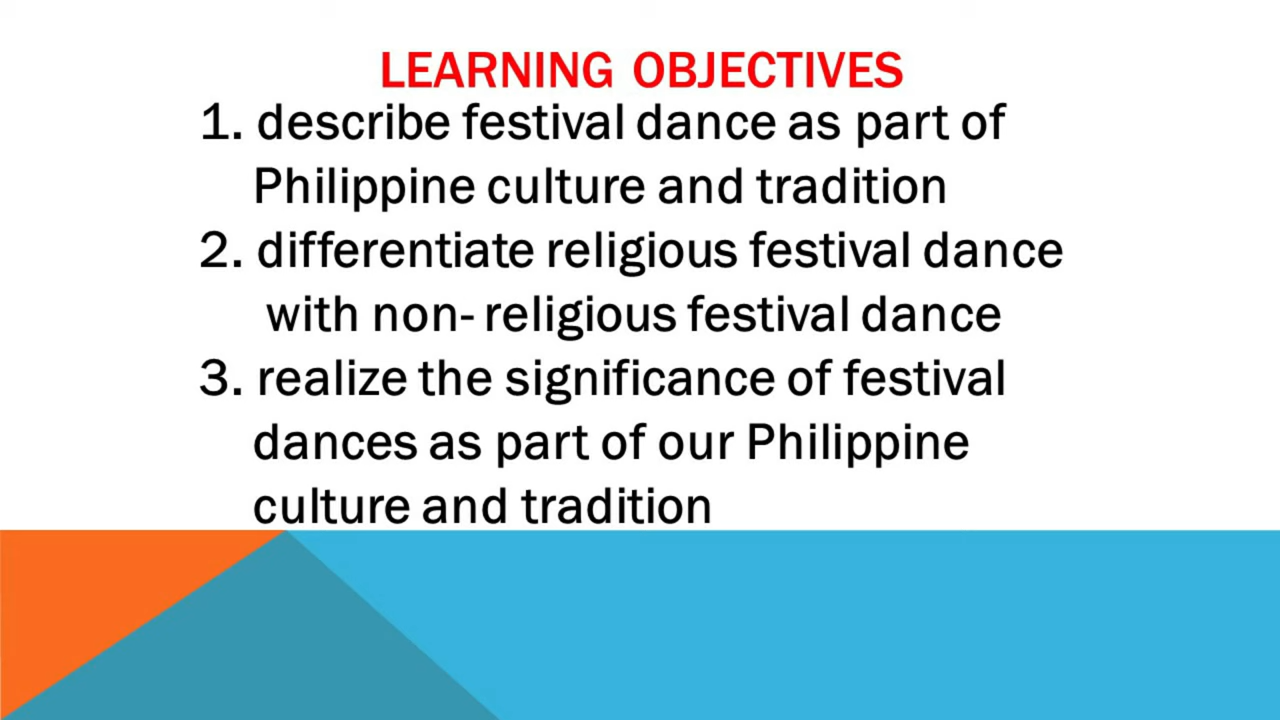 LEARNING OBJECTIVES
1. describe festival dance as part of
Philippine culture and tradition
2. differentiate religious festival dance
with non- religious festival dance
3. realize the significance of festival
dances as part of our Philippine
culture and tradition